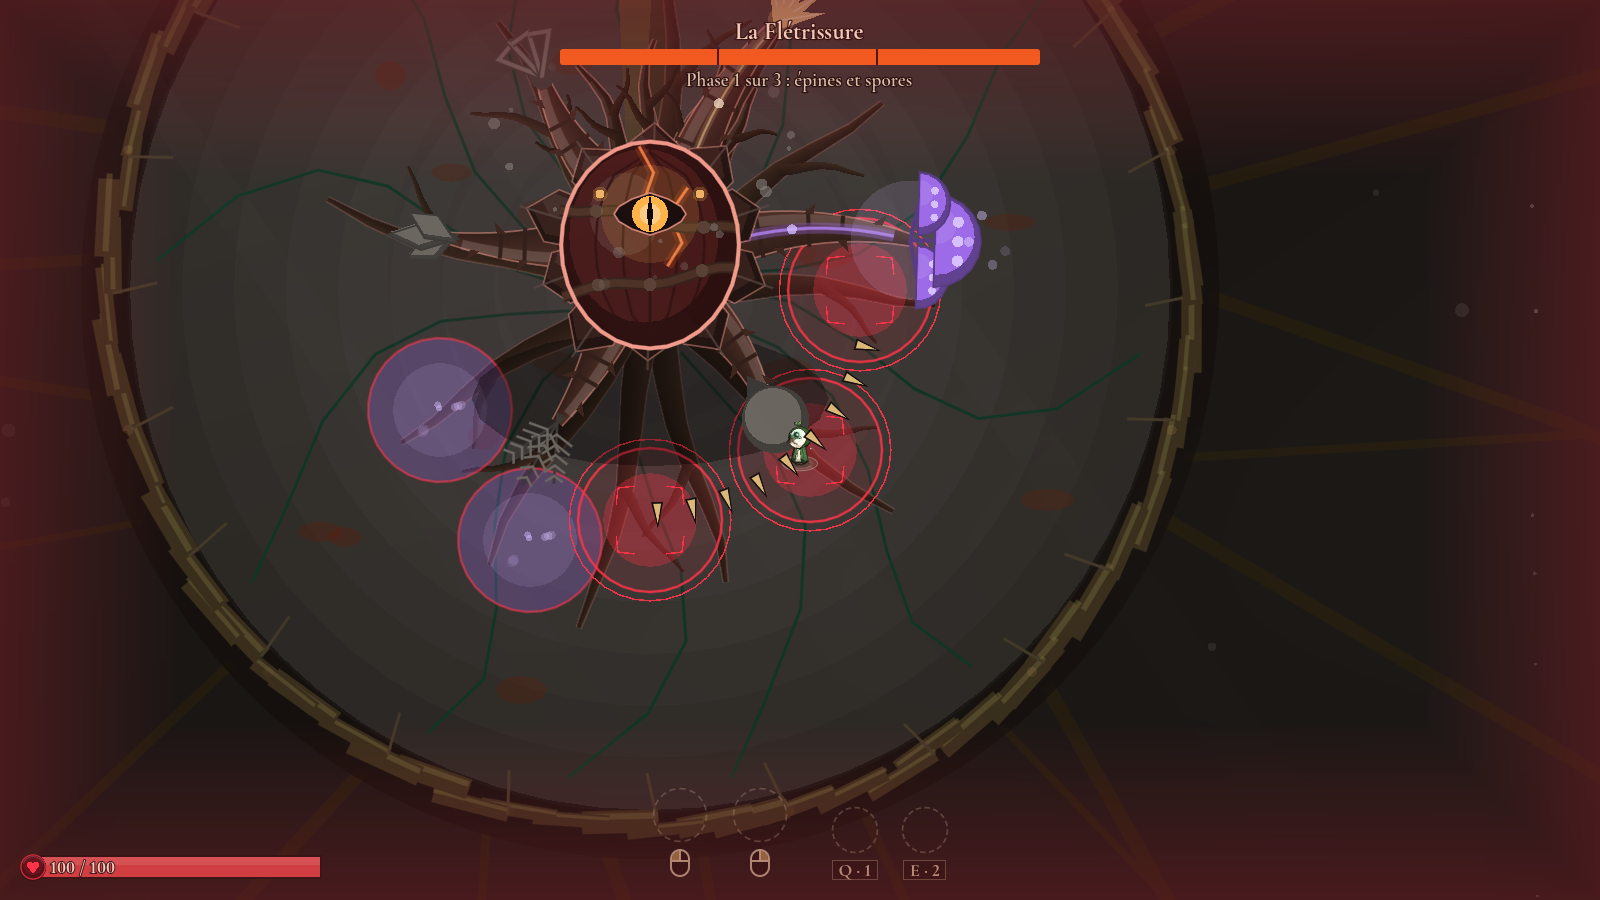 La Flétrissure
Phase 1 sur 3 : épines et spores
100 / 100
Q · 1
E · 2